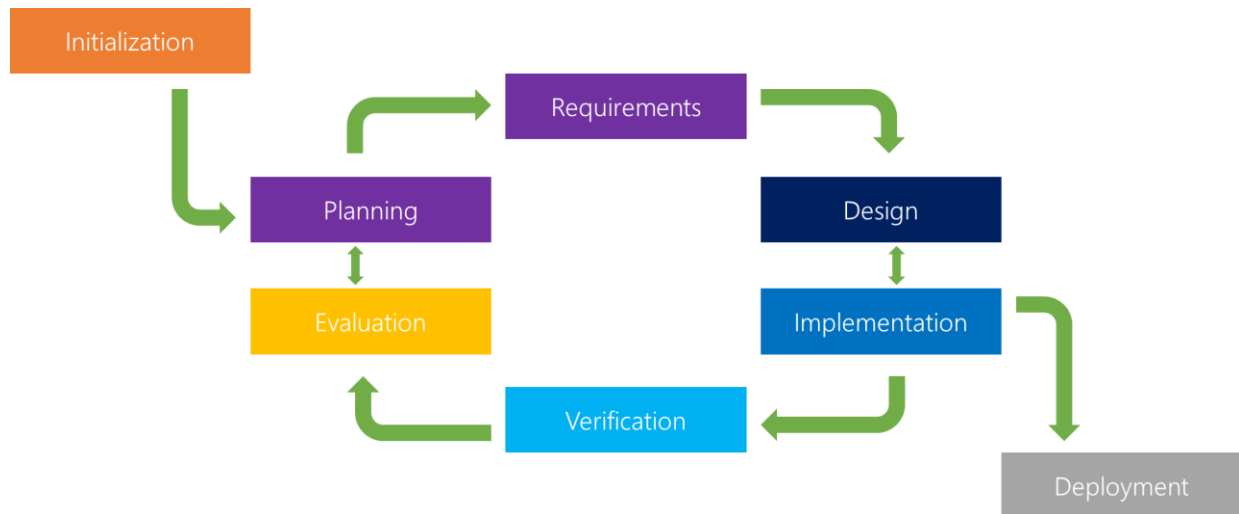 Initialization
Requirements
Planning
Design
Evaluation
Implementation
Verification
Deployment